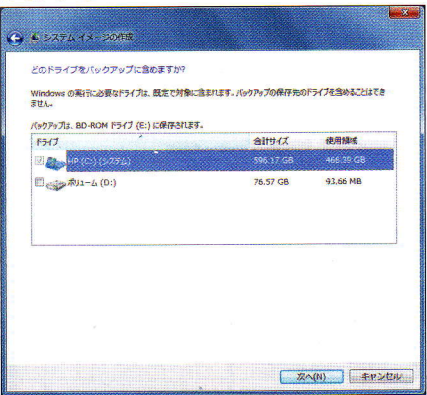 システム イメージの作成
どのドライブをバックアップに含めますか?
Windows の実行に必要なドライブは、既定で対象に含まれます。バックアップの保存先のドライブを含めることはでき
ません。
バックアップは、BD-ROM ドライブ (E:) に保存されます。
ドライブ 合計サイズ 使用領域
HP (C:) (システム) 596.17 GB 466.39 GB
ボリューム (D:) 76.57 GB 93.66 MB
次へ(N) キャンセル